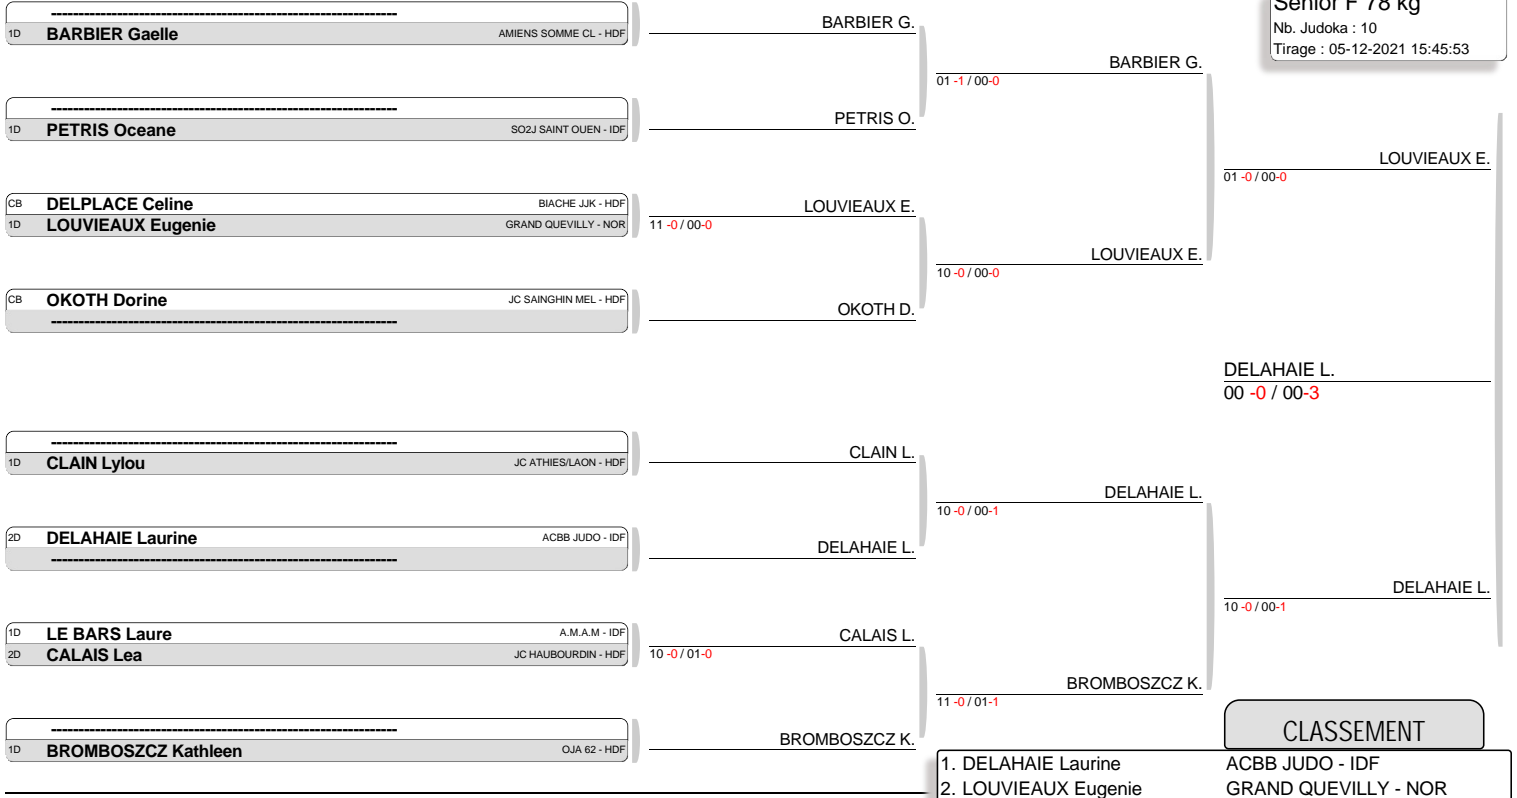 Senior F 78 kg
Nb. Judoka : 10
Tirage : 05-12-2021 15:45:53
----------------------------------------------------------------
1D BARBIER Gaelle AMIENS SOMME CL - HDF
BARBIER G.
BARBIER G.
01 -1 / 00-0
----------------------------------------------------------------
1D PETRIS Oceane SO2J SAINT OUEN - IDF
PETRIS O.
LOUVIEAUX E.
01 -0 / 00-0
CB DELPLACE Celine BIACHE JJK - HDF
1D LOUVIEAUX Eugenie GRAND QUEVILLY - NOR
LOUVIEAUX E.
11 -0 / 00-0
LOUVIEAUX E.
10 -0 / 00-0
CB OKOTH Dorine JC SAINGHIN MEL - HDF
----------------------------------------------------------------
OKOTH D.
DELAHAIE L.
00 -0 / 00-3
----------------------------------------------------------------
1D CLAIN Lylou JC ATHIES/LAON - HDF
CLAIN L.
DELAHAIE L.
10 -0 / 00-1
2D DELAHAIE Laurine ACBB JUDO - IDF
----------------------------------------------------------------
DELAHAIE L.
DELAHAIE L.
10 -0 / 00-1
1D LE BARS Laure A.M.A.M - IDF
2D CALAIS Lea JC HAUBOURDIN - HDF
CALAIS L.
10 -0 / 01-0
BROMBOSZCZ K.
11 -0 / 01-1
----------------------------------------------------------------
1D BROMBOSZCZ Kathleen OJA 62 - HDF
BROMBOSZCZ K.
CLASSEMENT
1. DELAHAIE Laurine ACBB JUDO - IDF
2. LOUVIEAUX Eugenie GRAND QUEVILLY - NOR